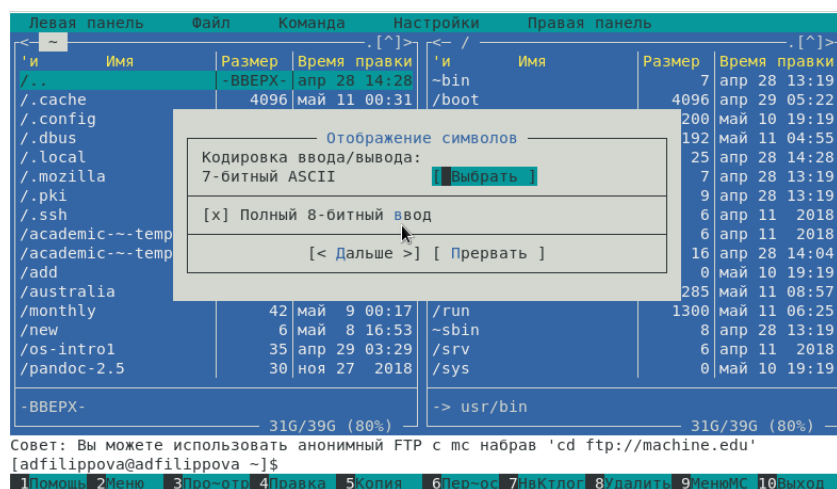 Левая панель Файл Команда Настройки Правая панель
<— ~ .[^]> <— / .[^]>
'и Имя Размер Время правки 'и Имя Размер Время правки
/.. -ВВЕРХ- апр 28 14:28 ~bin 7 апр 28 13:19
/.cache 4096 май 11 00:31 /boot 4096 апр 29 05:22
/.config 200 май 10 19:19
/.dbus Отображение символов 192 май 11 04:55
/.local Кодировка ввода/вывода: 25 апр 28 14:28
/.mozilla 7-битный ASCII [ Выбрать ] 7 апр 28 13:19
/.pki 9 апр 28 13:19
/.ssh [x] Полный 8-битный ввод 6 апр 11 2018
/academic-~-temp 6 апр 11 2018
/academic-~-temp [< Дальше >] [ Прервать ] 16 апр 28 14:04
/add 0 май 10 19:19
/australia 285 май 11 08:57
/monthly 42 май 9 00:17 /run 1300 май 11 06:25
/new 6 май 8 16:53 ~sbin 8 апр 28 13:19
/os-intro1 35 апр 29 03:29 /srv 6 апр 11 2018
/pandoc-2.5 30 ноя 27 2018 /sys 0 май 10 19:19
-ВВЕРХ- -> usr/bin
31G/39G (80%) 31G/39G (80%)
Совет: Вы можете использовать анонимный FTP с mc набрав 'cd ftp://machine.edu'
[adfilippova@adfilippova ~]$
1Помощь 2Меню 3Про~отр 4Правка 5Копия 6Пер~ос 7НвКтлог 8Удалить 9МенюMC 10Выход